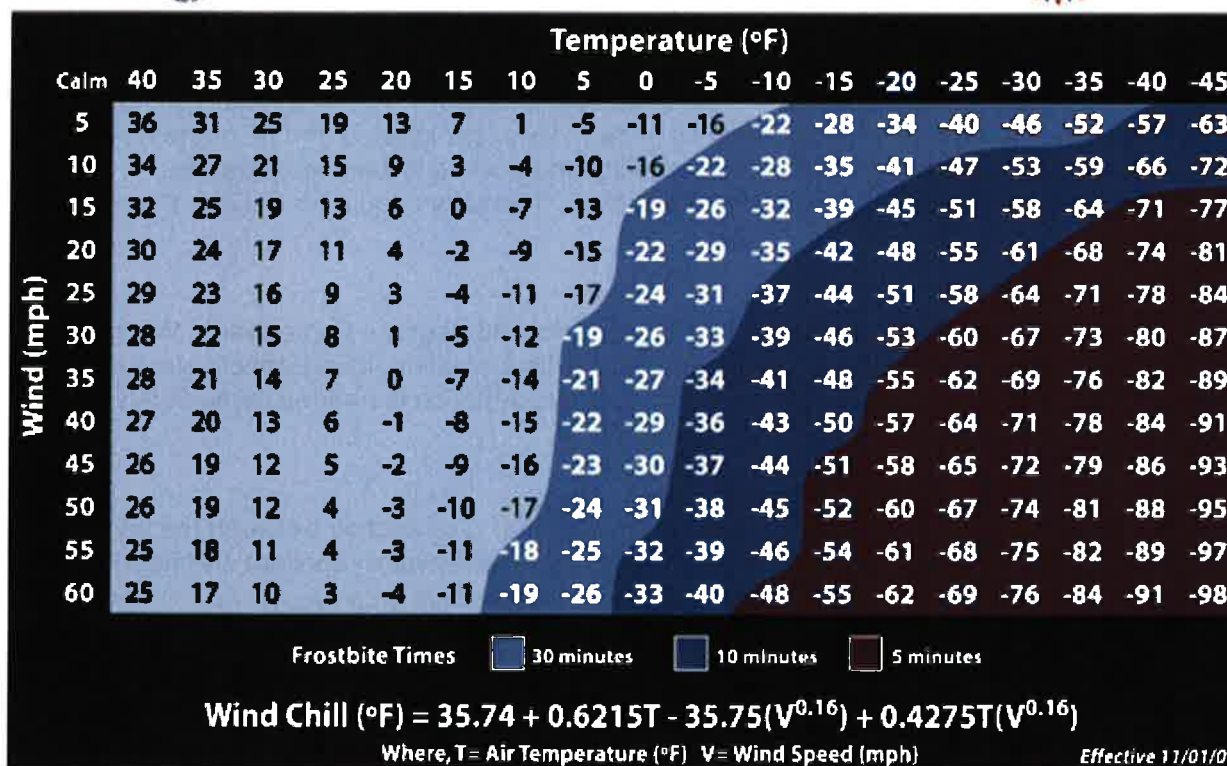 Temperature (°F)
Calm 40 35 30 25 20 15 10 5 0 -5 -10 -15 -20 -25 -30 -35 -40 -45
5 36 31 25 19 13 7 1 -5 -11 -16 -22 -28 -34 -40 -46 -52 -57 -63
10 34 27 21 15 9 3 -4 -10 -16 -22 -28 -35 -41 -47 -53 -59 -66 -72
15 32 25 19 13 6 0 -7 -13 -19 -26 -32 -39 -45 -51 -58 -64 -71 -77
20 30 24 17 11 4 -2 -9 -15 -22 -29 -35 -42 -48 -55 -61 -68 -74 -81
25 29 23 16 9 3 -4 -11 -17 -24 -31 -37 -44 -51 -58 -64 -71 -78 -84
30 28 22 15 8 1 -5 -12 -19 -26 -33 -39 -46 -53 -60 -67 -73 -80 -87
35 28 21 14 7 0 -7 -14 -21 -27 -34 -41 -48 -55 -62 -69 -76 -82 -89
40 27 20 13 6 -1 -8 -15 -22 -29 -36 -43 -50 -57 -64 -71 -78 -84 -91
45 26 19 12 5 -2 -9 -16 -23 -30 -37 -44 -51 -58 -65 -72 -79 -86 -93
50 26 19 12 4 -3 -10 -17 -24 -31 -38 -45 -52 -60 -67 -74 -81 -88 -95
55 25 18 11 4 -3 -11 -18 -25 -32 -39 -46 -54 -61 -68 -75 -82 -89 -97
60 25 17 10 3 -4 -11 -19 -26 -33 -40 -48 -55 -62 -69 -76 -84 -91 -98
Wind (mph)
Frostbite Times 30 minutes 10 minutes 5 minutes
Wind Chill (°F) = 35.74 + 0.6215T - 35.75(V^0.16) + 0.4275T(V^0.16)
Where, T= Air Temperature (°F) V= Wind Speed (mph) Effective 11/01/0